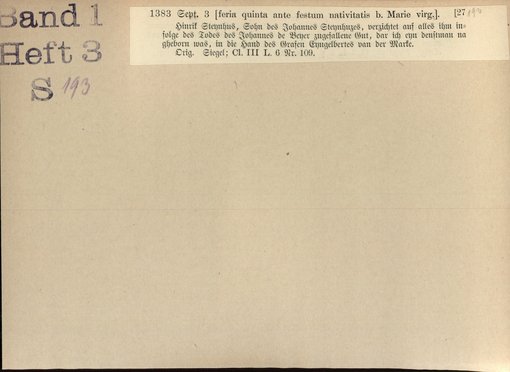 Band 1
Heft 3
S 193
1383 Sept. 3 [feria quinta ante festum nativitatis b. Marie virg.]. [27
Hinrik Steynhus, Sohn des Johannes Steynhuzes, verzichtet auf alles ihm in-
folge des Todes des Johannes de Beyer zugefallene Gut, dar ich eyn denstman na
gheborn was, in die Hand des Grafen Engelbertes van der Marke.
Orig. Siegel; Cl. III L. 6 Nr. 109.